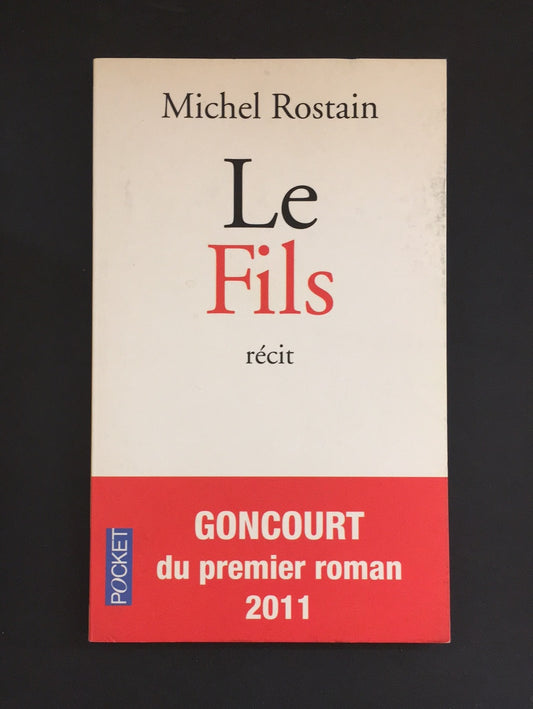 Michel Rostain
Le
Fils
récit
GONCOURT
du premier roman
2011
POCKET